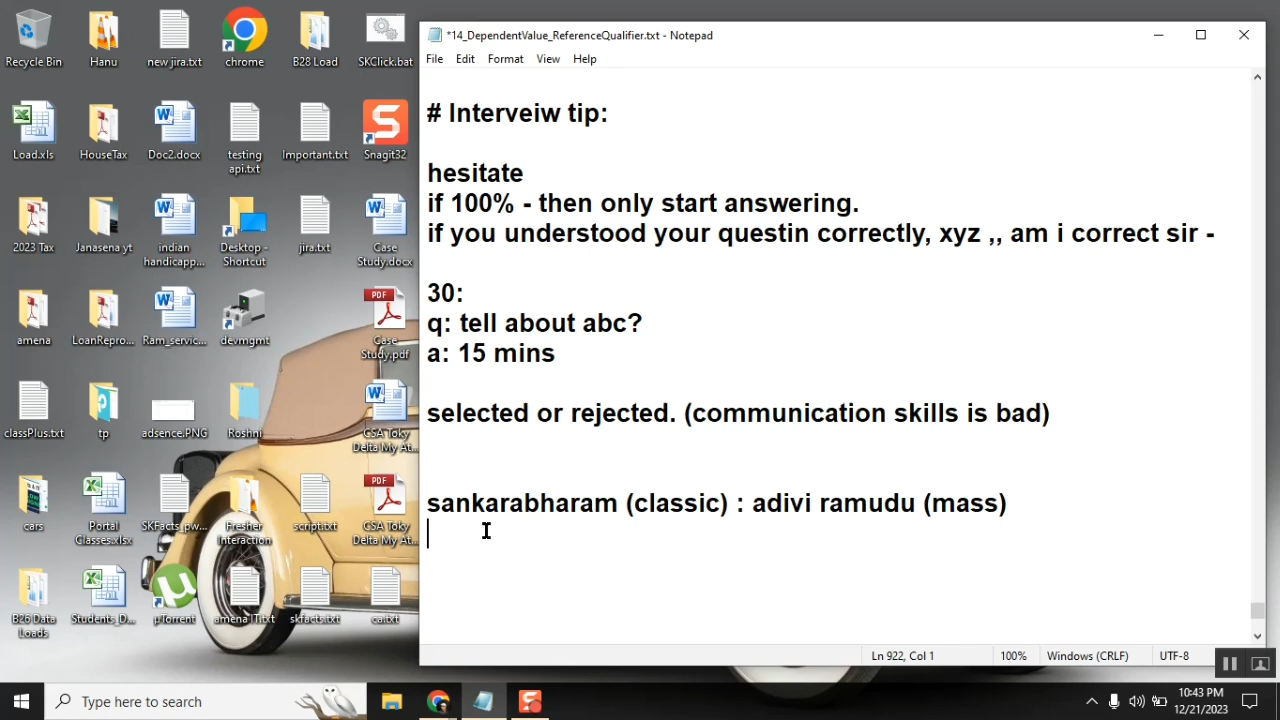 *14_DependentValue_ReferenceQualifier.txt - Notepad
File Edit Format View Help
# Interveiw tip:
hesitate
if 100% - then only start answering.
if you understood your questin correctly, xyz ,, am i correct sir -
30:
q: tell about abc?
a: 15 mins
selected or rejected. (communication skills is bad)
sankarabharam (classic) : adivi ramudu (mass)
Ln 922, Col 1 100% Windows (CRLF) UTF-8
Recycle Bin Hanu new jira.txt chrome B28 Load SKClick.bat
Load.xls HouseTax Doc2.docx testing api.txt Important.txt Snagit32
2023 Tax Janasena yt indian handicapp... Desktop - Shortcut jira.txt Case Study.docx
amena LoanRepro... Ram_servic... devmgmt Case Study.pdf
classPlus.txt tp adsence.PNG Roshni CSA Toky Delta My At...
cars Portal Classes.xlsx SKFacts_pw... Fresher Interaction script.txt CSA Toky Delta My At...
B26 Data Loads Students_D... µTorrent amena IT.txt skfacts.txt ca.txt
Type here to search
10:43 PM
12/21/2023